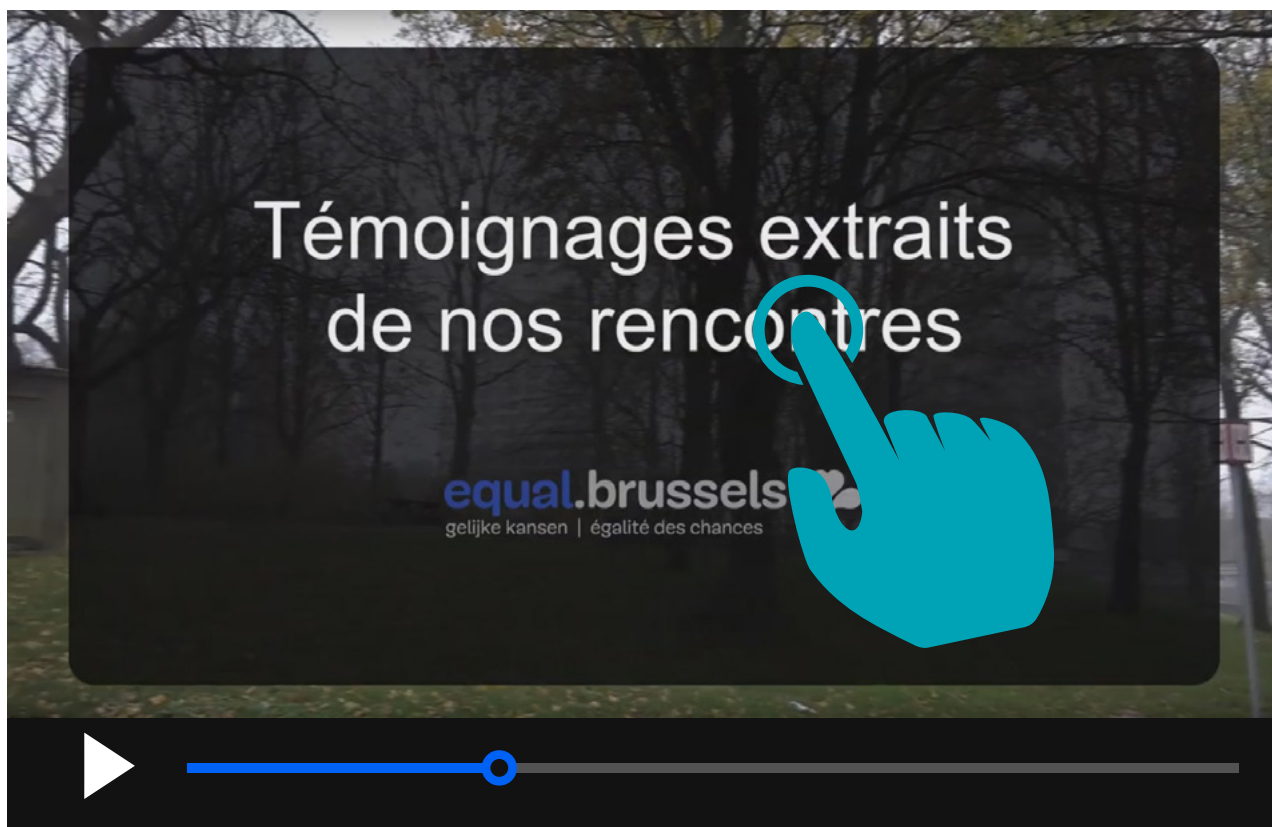 Témoignages extraits
de nos rencontres
equal.brussels
gelijke kansen | égalité des chances